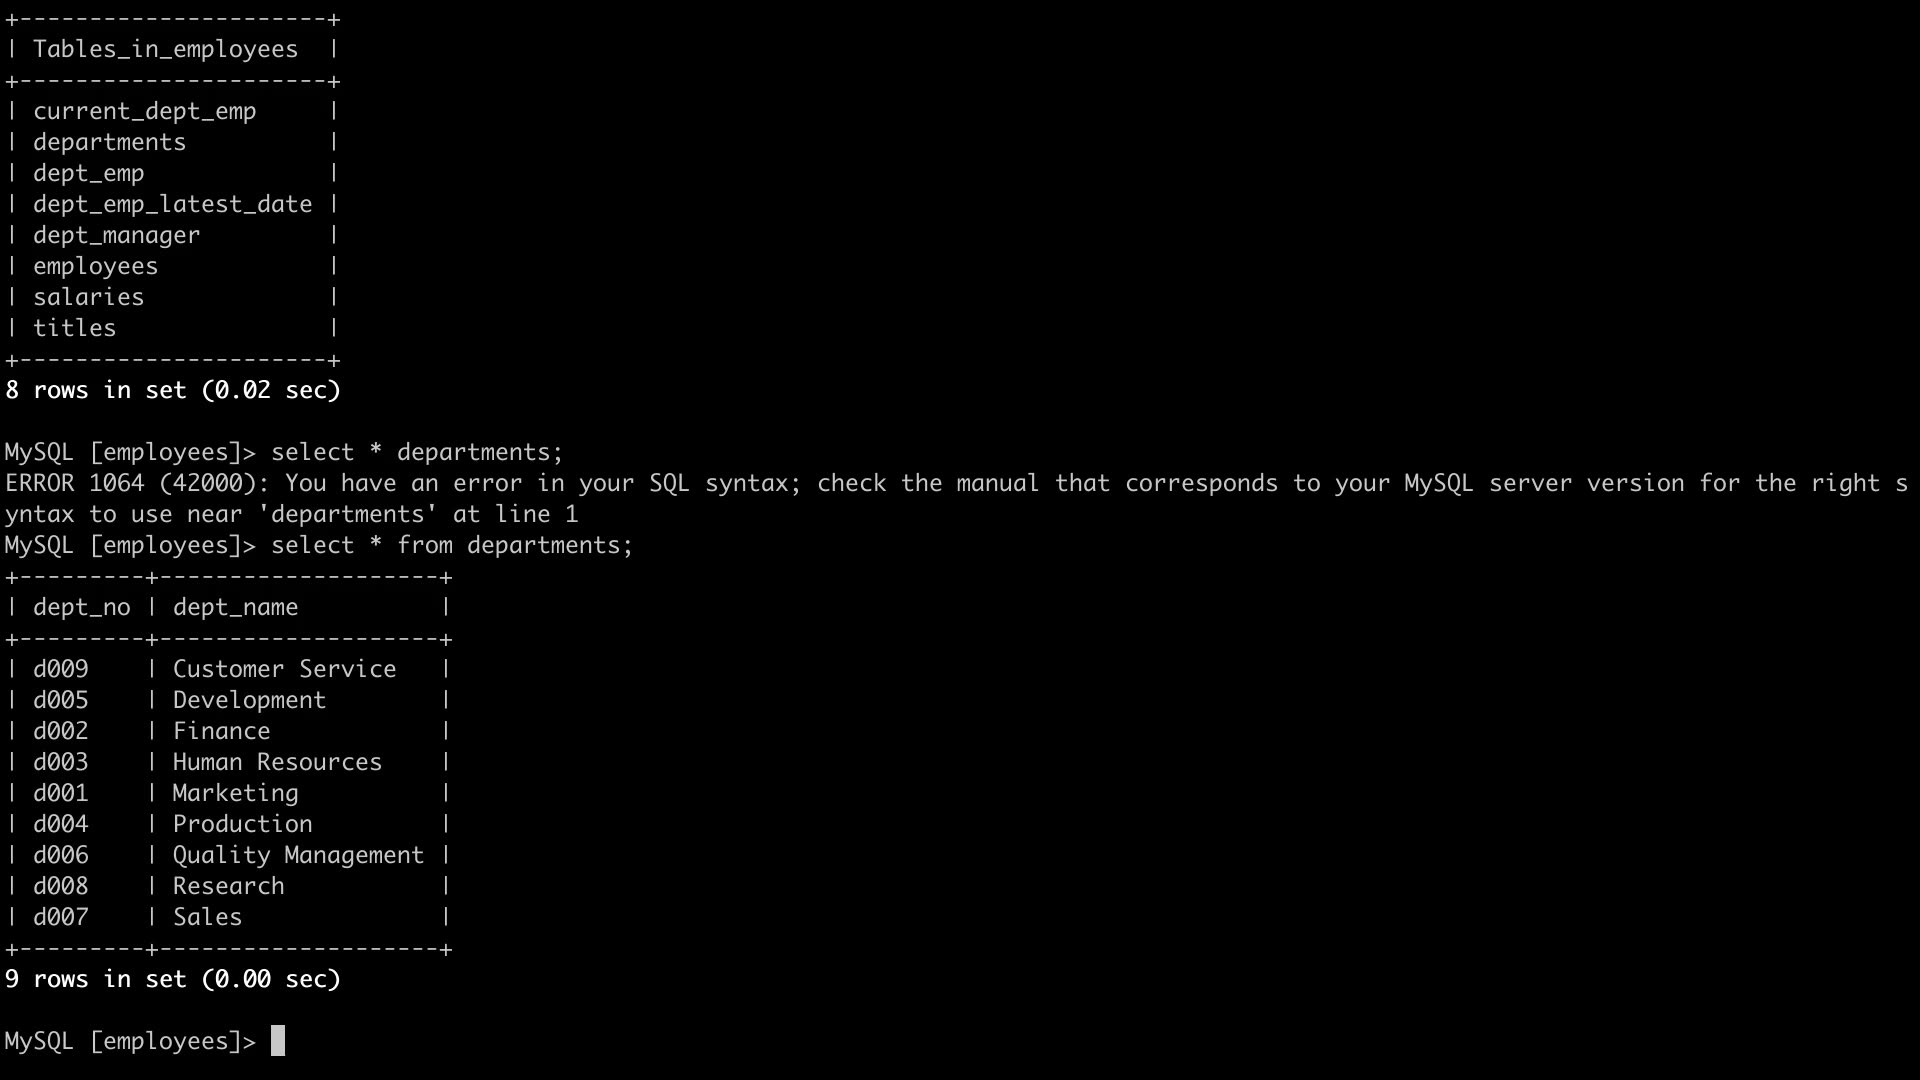 +----------------------+
| Tables_in_employees  |
+----------------------+
| current_dept_emp     |
| departments          |
| dept_emp             |
| dept_emp_latest_date |
| dept_manager         |
| employees            |
| salaries             |
| titles               |
+----------------------+
8 rows in set (0.02 sec)

MySQL [employees]> select * departments;
ERROR 1064 (42000): You have an error in your SQL syntax; check the manual that corresponds to your MySQL server version for the right s
yntax to use near 'departments' at line 1
MySQL [employees]> select * from departments;
+---------+--------------------+
| dept_no | dept_name          |
+---------+--------------------+
| d009    | Customer Service   |
| d005    | Development        |
| d002    | Finance            |
| d003    | Human Resources    |
| d001    | Marketing          |
| d004    | Production         |
| d006    | Quality Management |
| d008    | Research           |
| d007    | Sales              |
+---------+--------------------+
9 rows in set (0.00 sec)

MySQL [employees]>